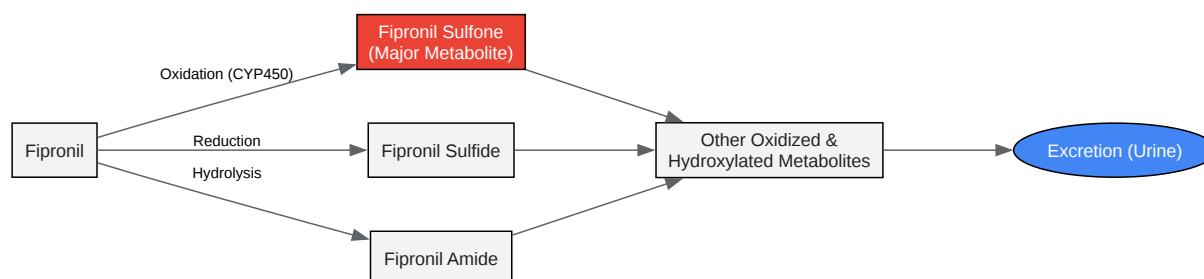 Fipronil Sulfone
(Major Metabolite)
Oxidation (CYP450)
Fipronil
Reduction
Fipronil Sulfide
Other Oxidized &
Hydroxylated Metabolites
Excretion (Urine)
Hydrolysis
Fipronil Amide